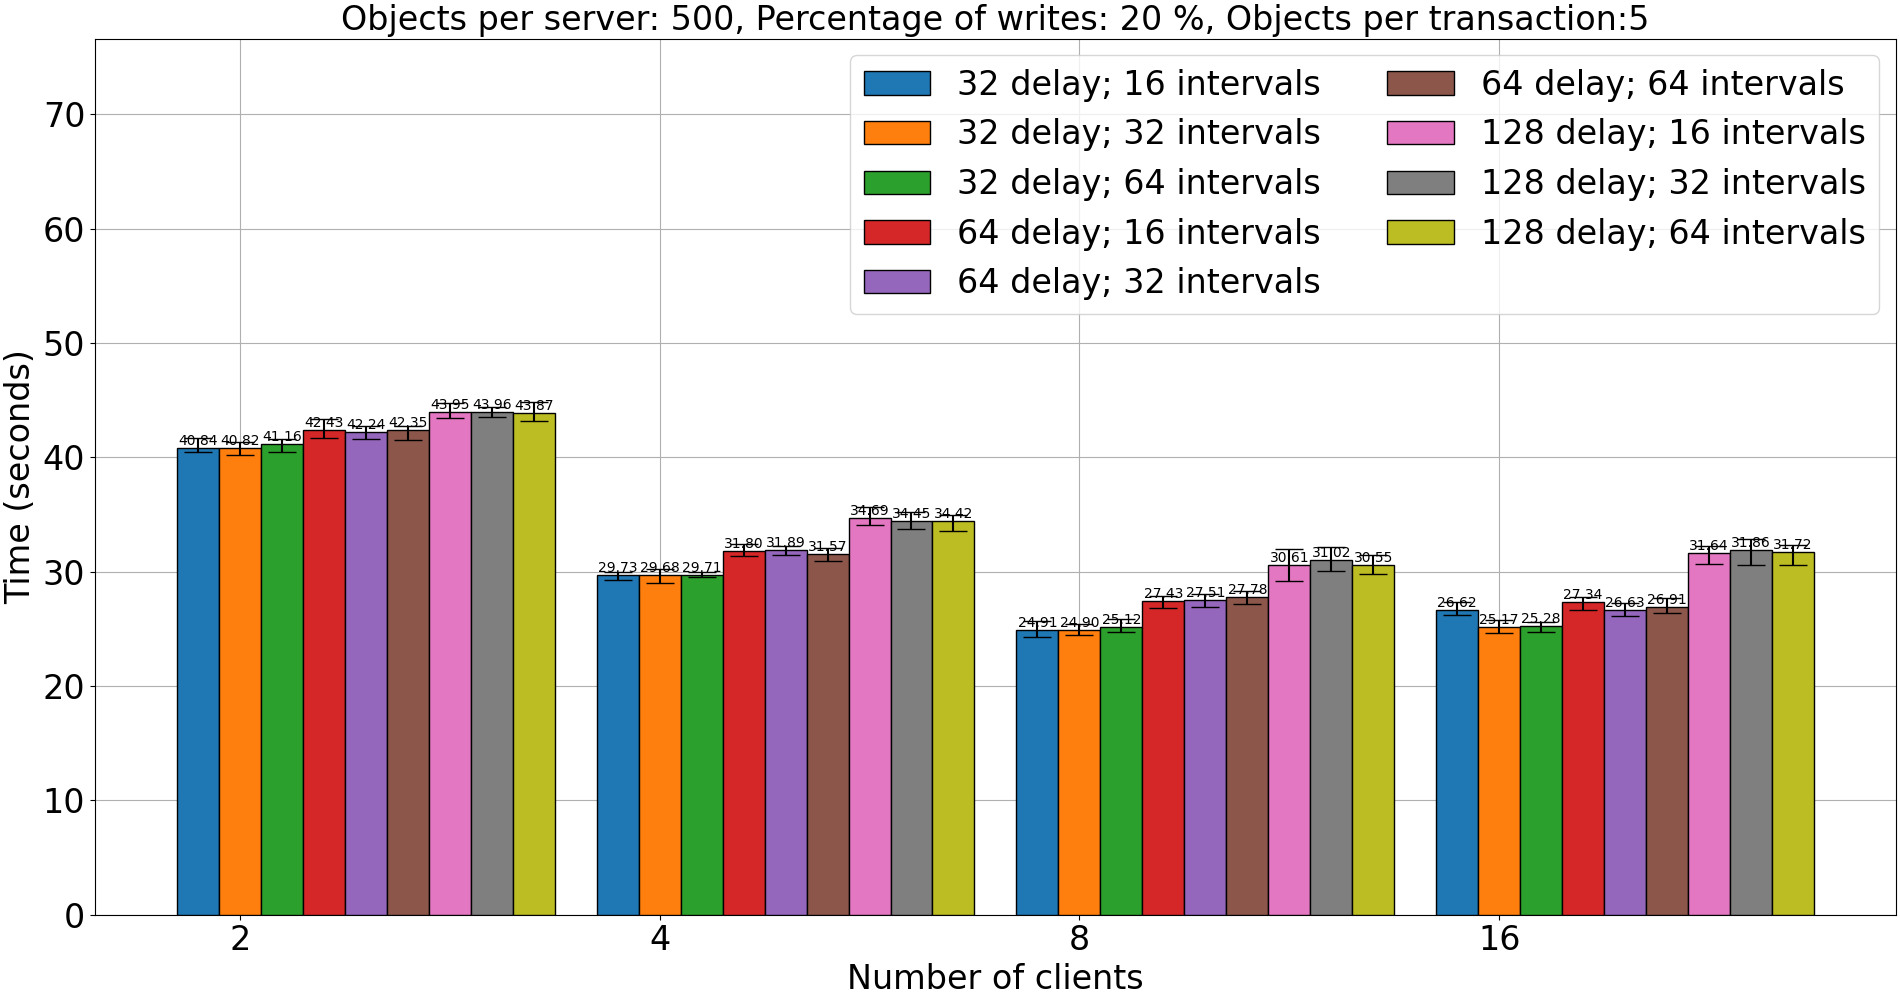 Objects per server: 500, Percentage of writes: 20 %, Objects per transaction:5
32 delay; 16 intervals
32 delay; 32 intervals
32 delay; 64 intervals
64 delay; 16 intervals
64 delay; 32 intervals
64 delay; 64 intervals
128 delay; 16 intervals
128 delay; 32 intervals
128 delay; 64 intervals
Time (seconds)
70
60
50
40
30
20
10
0
40.84 40.82 41.16 42.43 42.24 42.35 43.95 43.96 43.87
29.73 29.68 29.71 31.80 31.89 31.57 34.69 34.45 34.42
24.91 24.90 25.12 27.43 27.51 27.78 30.61 31.02 30.55
26.62 25.17 25.28 27.34 26.63 26.91 31.64 31.86 31.72
2 4 8 16
Number of clients